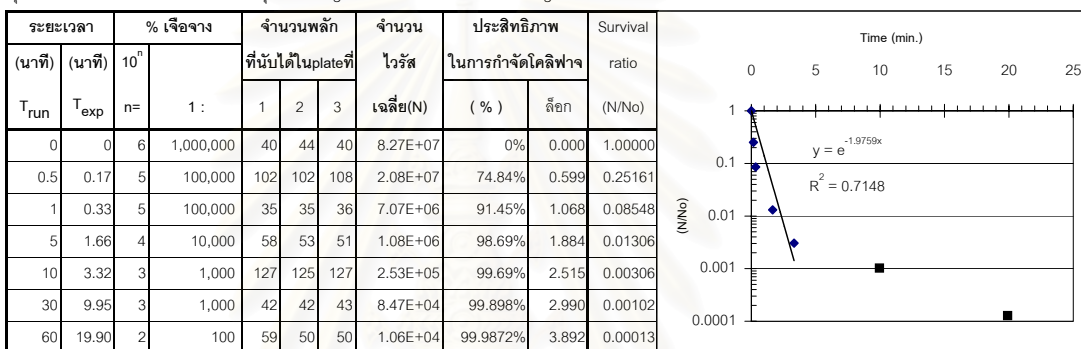 ระยะเวลา % เจือจาง จำนวนพลัก จำนวน ประสิทธิภาพ Survival
(นาที) (นาที) 10^n ที่นับได้ในplateที่ ไวรัส ในการกำจัดโคลิฟาจ ratio
T_run T_exp n= 1 : 1 2 3 เฉลี่ย(N) ( % ) ล็อก (N/No)
0 0 6 1,000,000 40 44 40 8.27E+07 0% 0.000 1.00000
0.5 0.17 5 100,000 102 102 108 2.08E+07 74.84% 0.599 0.25161
1 0.33 5 100,000 35 35 36 7.07E+06 91.45% 1.068 0.08548
5 1.66 4 10,000 58 53 51 1.08E+06 98.69% 1.884 0.01306
10 3.32 3 1,000 127 125 127 2.53E+05 99.69% 2.515 0.00306
30 9.95 3 1,000 42 42 43 8.47E+04 99.898% 2.990 0.00102
60 19.90 2 100 59 50 50 1.06E+04 99.9872% 3.892 0.00013
Time (min.)
0 5 10 15 20 25
1
0.1
0.01
0.001
0.0001
(N/No)
y = e^-1.9759x
R^2 = 0.7148